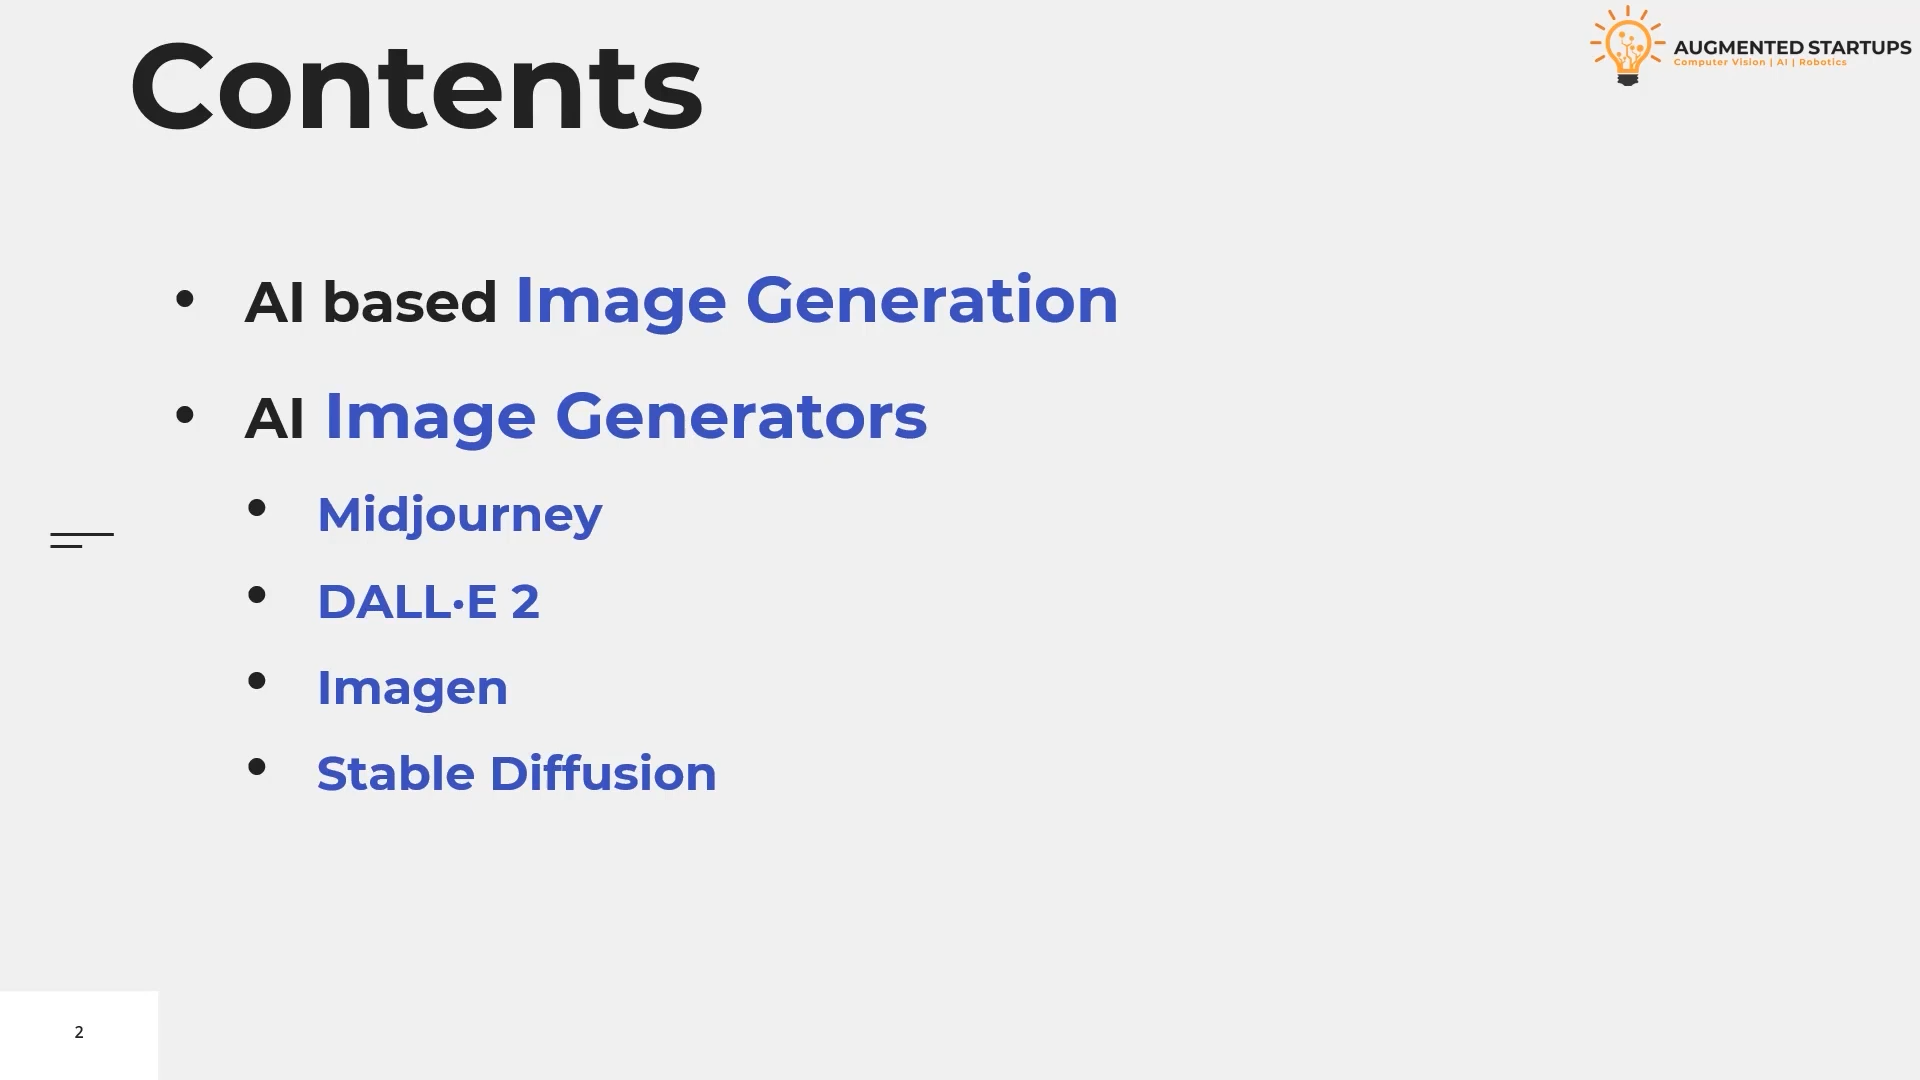 Contents
AUGMENTED STARTUPS
Computer Vision | AI | Robotics
• AI based Image Generation
• AI Image Generators
• Midjourney
• DALL·E 2
• Imagen
• Stable Diffusion
2